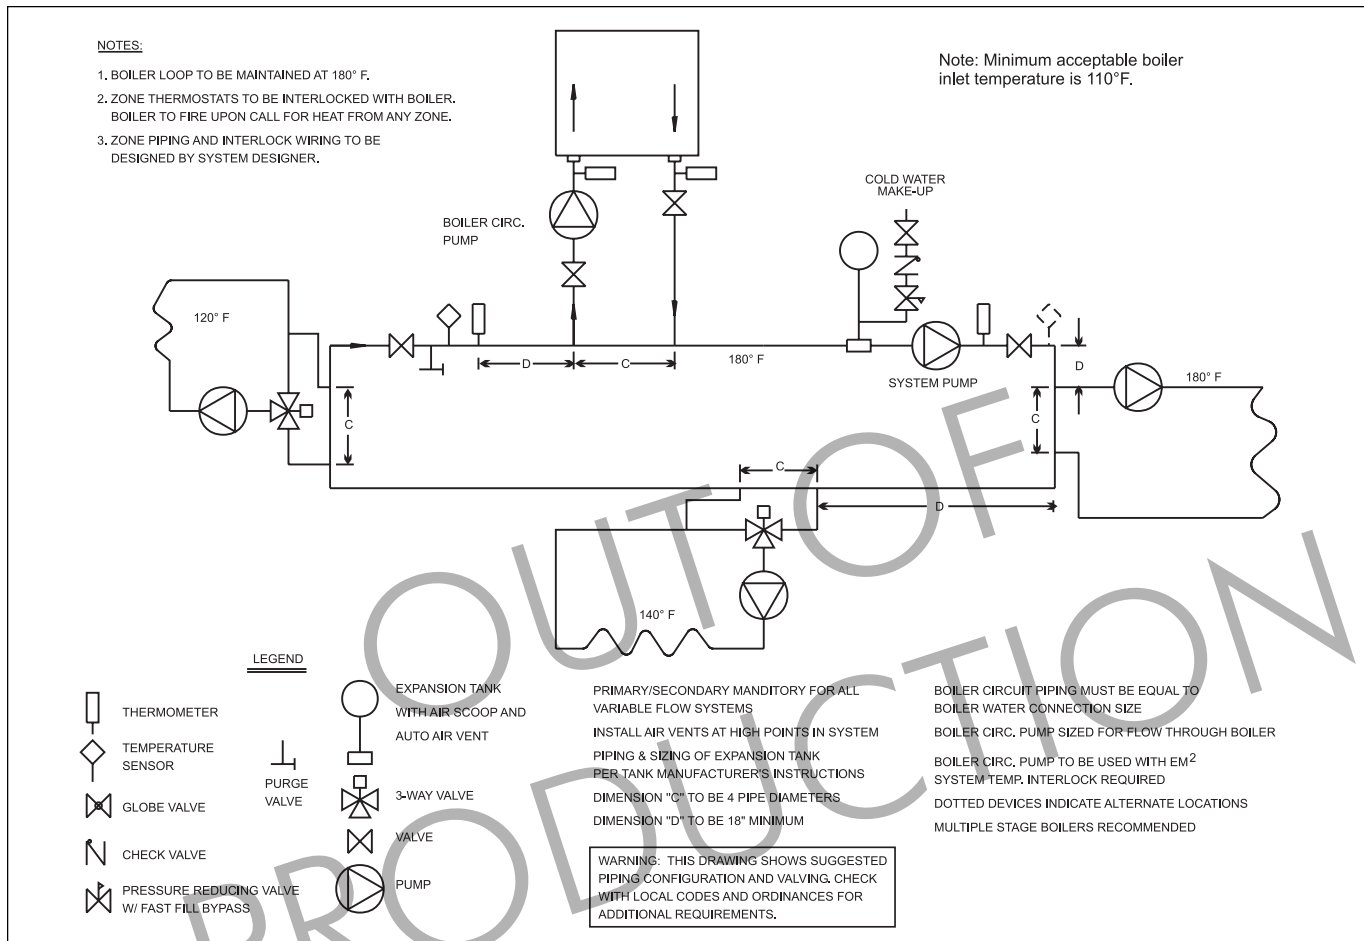 NOTES:
1. BOILER LOOP TO BE MAINTAINED AT 180° F.
2. ZONE THERMOSTATS TO BE INTERLOCKED WITH BOILER.
BOILER TO FIRE UPON CALL FOR HEAT FROM ANY ZONE.
3. ZONE PIPING AND INTERLOCK WIRING TO BE
DESIGNED BY SYSTEM DESIGNER.
Note: Minimum acceptable boiler
inlet temperature is 110°F.
BOILER CIRC.
PUMP
COLD WATER
MAKE-UP
120° F
D
C
180° F
SYSTEM PUMP
D
180° F
C
C
C
D
140° F
OUT OF
PRODUCTION
LEGEND
THERMOMETER
TEMPERATURE
SENSOR
GLOBE VALVE
CHECK VALVE
PRESSURE REDUCING VALVE
W/ FAST FILL BYPASS
PURGE
VALVE
EXPANSION TANK
WITH AIR SCOOP AND
AUTO AIR VENT
3-WAY VALVE
VALVE
PUMP
PRIMARY/SECONDARY MANDITORY FOR ALL
VARIABLE FLOW SYSTEMS
INSTALL AIR VENTS AT HIGH POINTS IN SYSTEM
PIPING & SIZING OF EXPANSION TANK
PER TANK MANUFACTURER'S INSTRUCTIONS
DIMENSION "C" TO BE 4 PIPE DIAMETERS
DIMENSION "D" TO BE 18" MINIMUM
BOILER CIRCUIT PIPING MUST BE EQUAL TO
BOILER WATER CONNECTION SIZE
BOILER CIRC. PUMP SIZED FOR FLOW THROUGH BOILER
BOILER CIRC. PUMP TO BE USED WITH EM²
SYSTEM TEMP. INTERLOCK REQUIRED
DOTTED DEVICES INDICATE ALTERNATE LOCATIONS
MULTIPLE STAGE BOILERS RECOMMENDED
WARNING: THIS DRAWING SHOWS SUGGESTED
PIPING CONFIGURATION AND VALVING. CHECK
WITH LOCAL CODES AND ORDINANCES FOR
ADDITIONAL REQUIREMENTS.